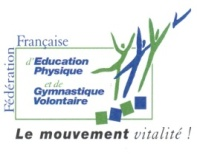 Fédération
Française
d'Education
Physique
et de
Gymnastique
Volontaire
Le mouvement vitalité !